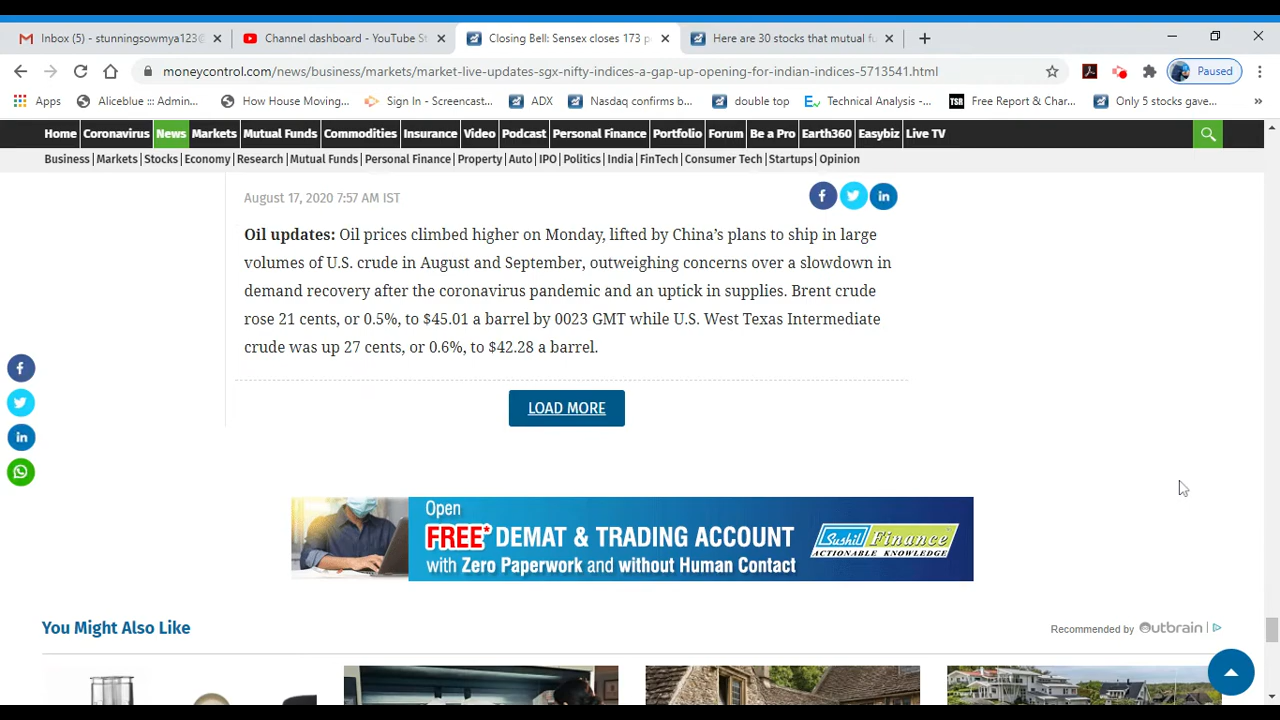 Inbox (5) - stunningsowmya123@
Channel dashboard - YouTube St
Closing Bell: Sensex closes 173 p
Here are 30 stocks that mutual fu
moneycontrol.com/news/business/markets/market-live-updates-sgx-nifty-indices-a-gap-up-opening-for-indian-indices-5713541.html
Paused
Apps
Aliceblue ::: Admin...
How House Moving...
Sign In - Screencast...
ADX
Nasdaq confirms b...
double top
Technical Analysis -...
TSR
Free Report & Char...
Only 5 stocks gave...
»
Home Coronavirus News Markets Mutual Funds Commodities Insurance Video Podcast Personal Finance Portfolio Forum Be a Pro Earth360 Easybiz Live TV
Business | Markets | Stocks | Economy | Research | Mutual Funds | Personal Finance | Property | Auto | IPO | Politics | India | FinTech | Consumer Tech | Startups | Opinion
August 17, 2020 7:57 AM IST
Oil updates: Oil prices climbed higher on Monday, lifted by China’s plans to ship in large
volumes of U.S. crude in August and September, outweighing concerns over a slowdown in
demand recovery after the coronavirus pandemic and an uptick in supplies. Brent crude
rose 21 cents, or 0.5%, to $45.01 a barrel by 0023 GMT while U.S. West Texas Intermediate
crude was up 27 cents, or 0.6%, to $42.28 a barrel.
LOAD MORE
Open
FREE* DEMAT & TRADING ACCOUNT
with Zero Paperwork and without Human Contact
Sushil Finance
ACTIONABLE KNOWLEDGE
You Might Also Like
Recommended by Outbrain